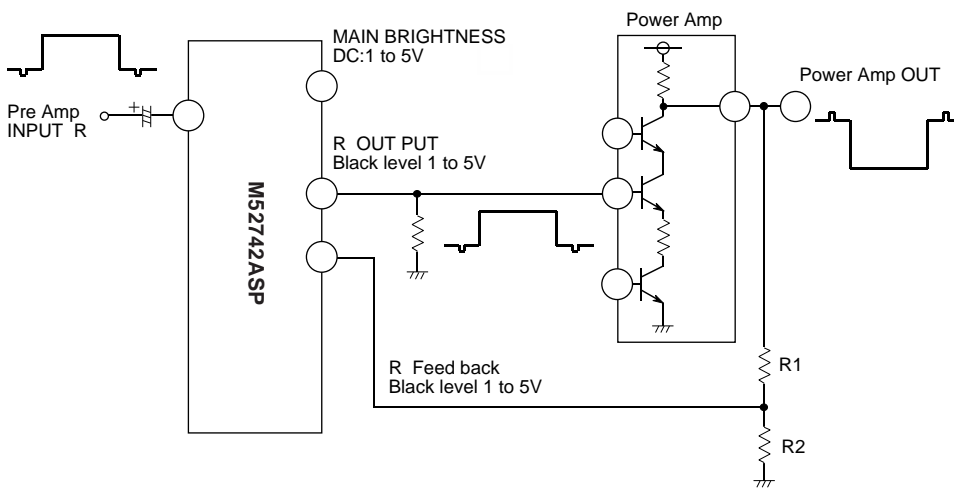 Power Amp
MAIN BRIGHTNESS
DC:1 to 5V
Power Amp OUT
Pre Amp
INPUT R
+
R OUT PUT
Black level 1 to 5V
M52742ASP
R Feed back
Black level 1 to 5V
R1
R2